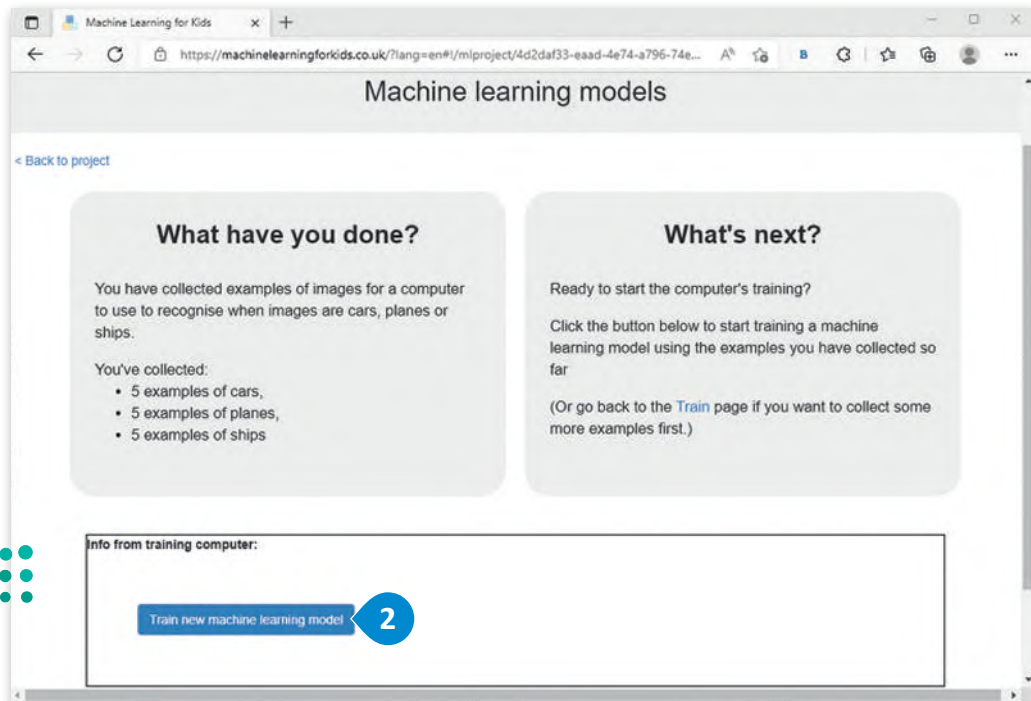 Machine Learning for Kids
https://machinelearningforkids.co.uk/?lang=en#!/mlproject/4d2daf33-eaad-4e74-a796-74e...
Machine learning models
< Back to project
What have you done?
You have collected examples of images for a computer
to use to recognise when images are cars, planes or
ships.
You've collected:
• 5 examples of cars,
• 5 examples of planes,
• 5 examples of ships
What's next?
Ready to start the computer's training?
Click the button below to start training a machine
learning model using the examples you have collected so
far
(Or go back to the Train page if you want to collect some
more examples first.)
Info from training computer:
Train new machine learning model
2